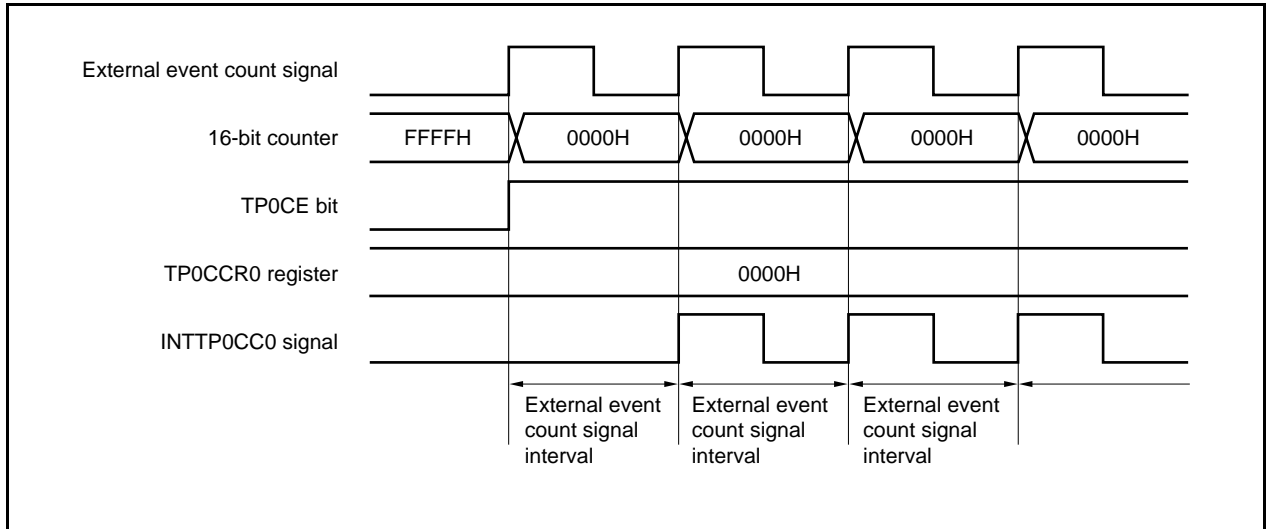 External event count signal
16-bit counter
FFFFH
0000H
0000H
0000H
0000H
TP0CE bit
TP0CCR0 register
0000H
INTTP0CC0 signal
External event
count signal
interval
External event
count signal
interval
External event
count signal
interval